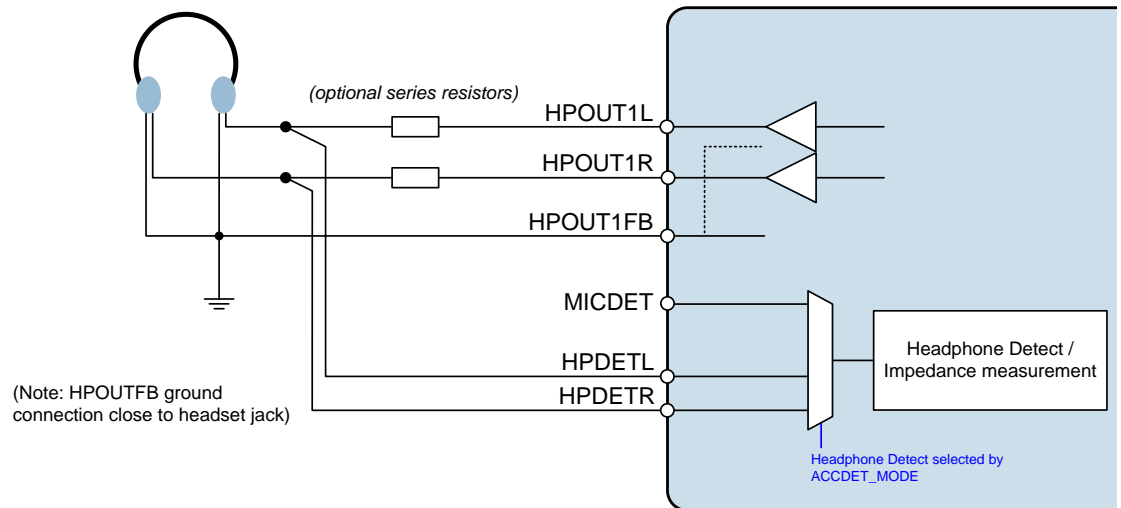 (optional series resistors)
HPOUT1L
HPOUT1R
HPOUT1FB
MICDET
HPDETL
HPDETR
Headphone Detect /
Impedance measurement
(Note: HPOUTFB ground
connection close to headset jack)
Headphone Detect selected by
ACCDET_MODE